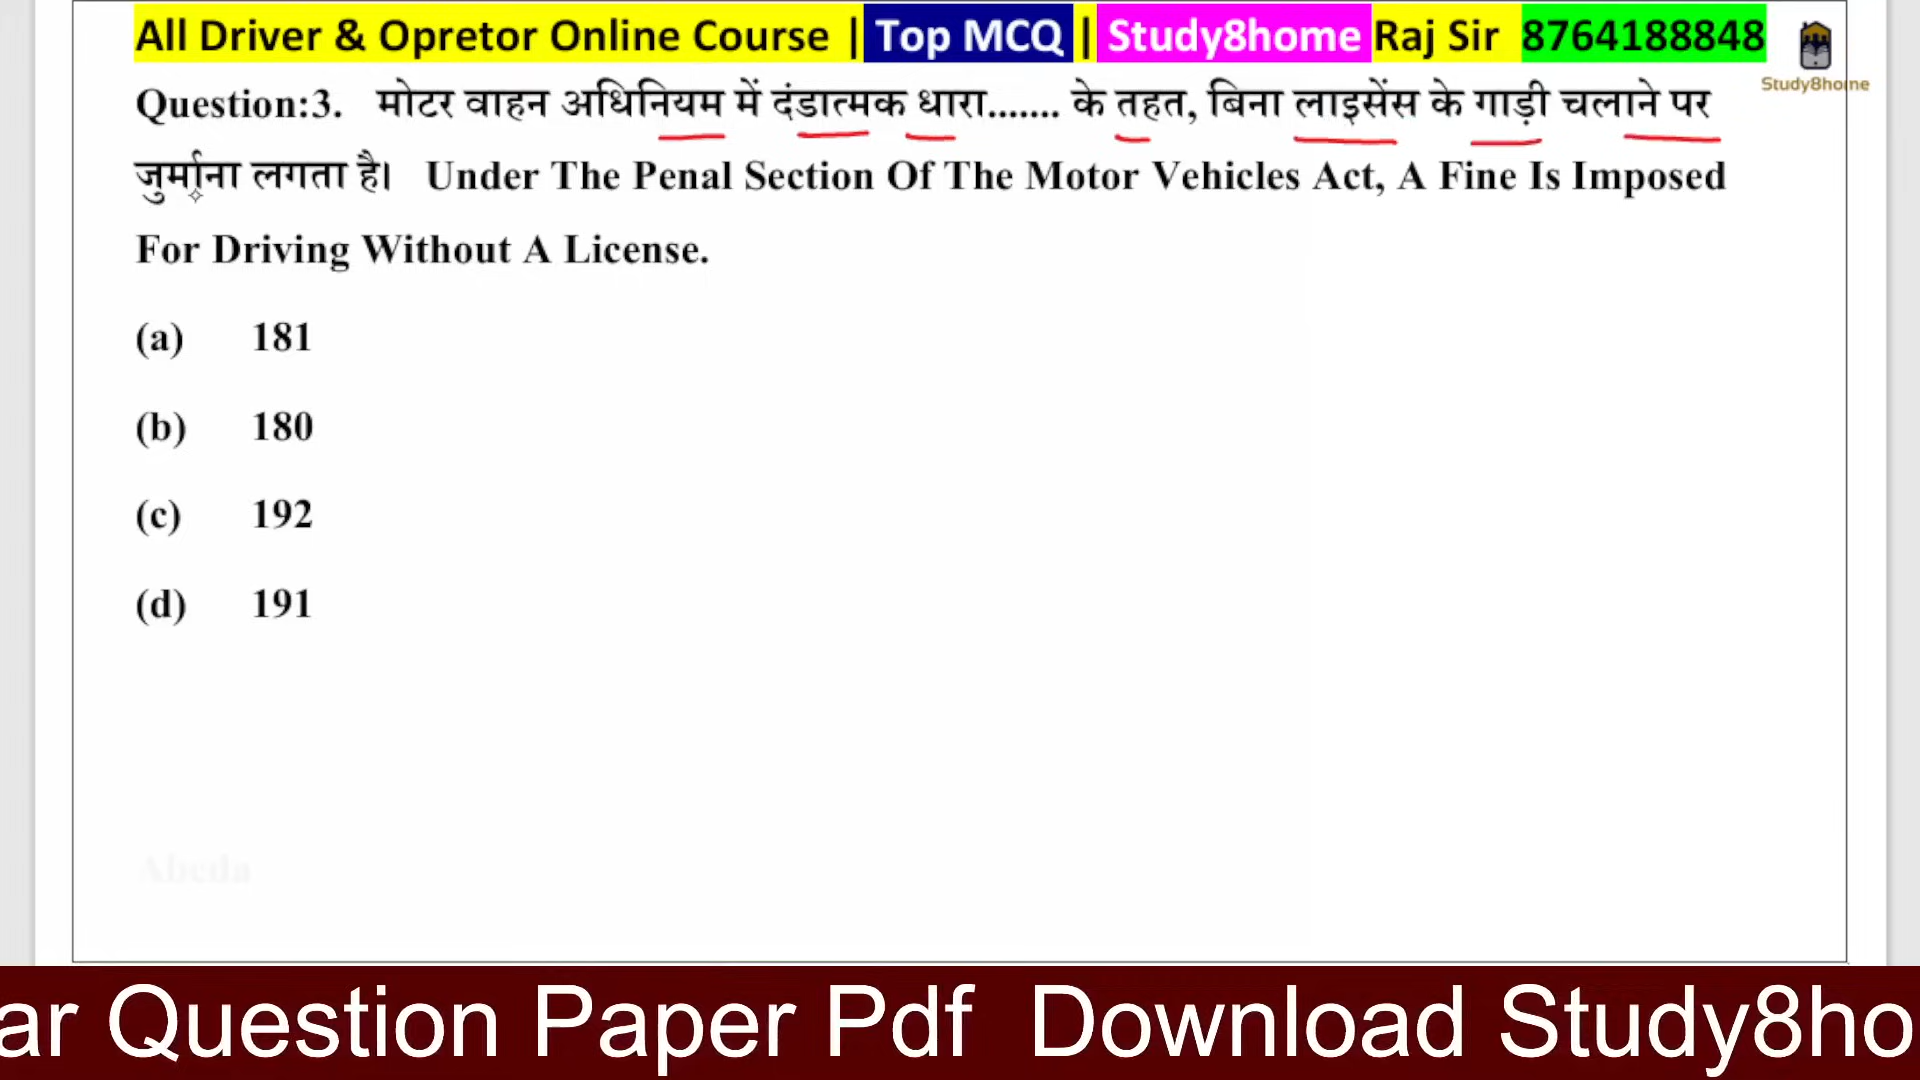 All Driver & Opretor Online Course | Top MCQ | Study8home Raj Sir 8764188848
Study8home
Question:3. मोटर वाहन अधिनियम में दंडात्मक धारा....... के तहत, बिना लाइसेंस के गाड़ी चलाने पर
जुर्माना लगता है। Under The Penal Section Of The Motor Vehicles Act, A Fine Is Imposed
For Driving Without A License.
(a) 181
(b) 180
(c) 192
(d) 191
Abeda
ar Question Paper Pdf Download Study8ho